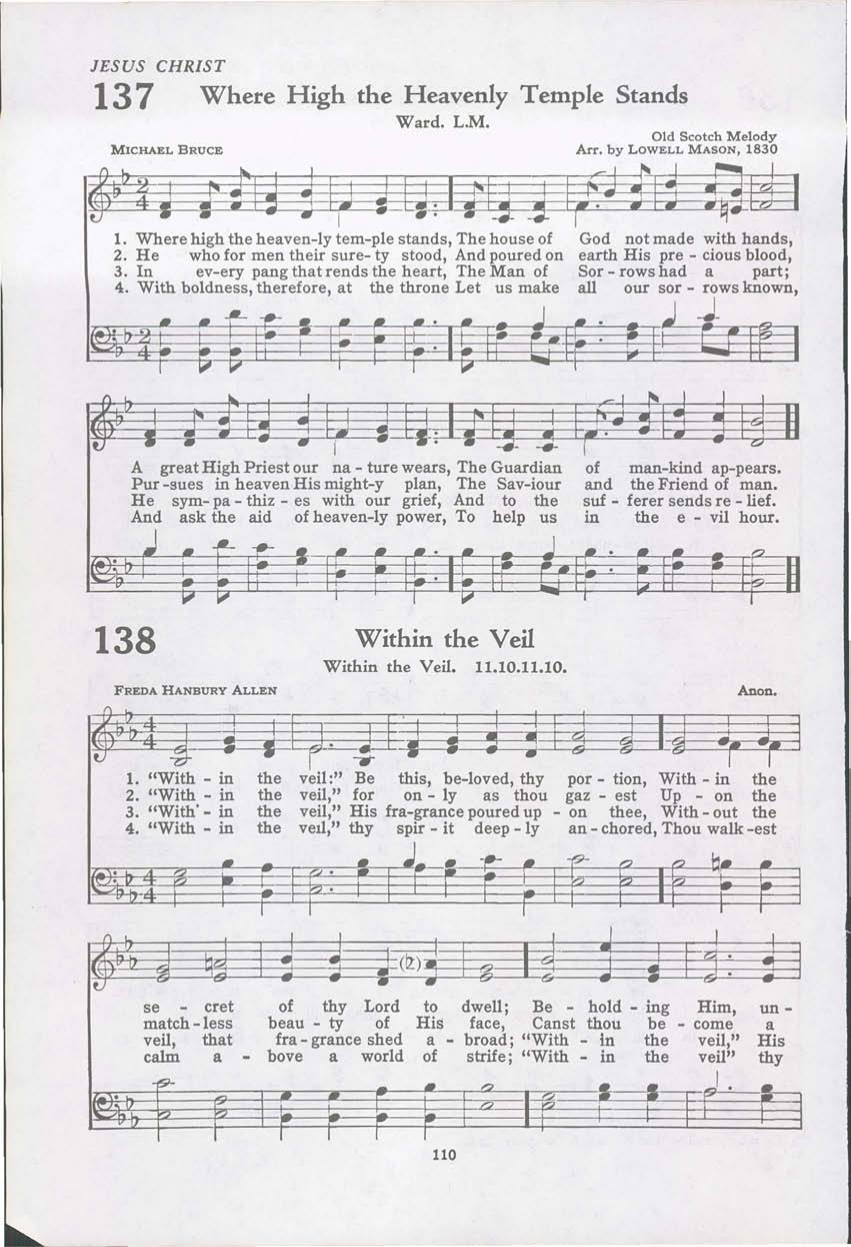 JESUS CHRIST
137 Where High the Heavenly Temple Stands
Ward. L.M.
Old Scotch Melody
MICHAEL BRUCE Arr. by LOWELL MASON, 1830
2 4
1. Where high the heaven-ly tem-ple stands, The house of God not made with hands,
2. He who for men their sure-ty stood, And poured on earth His pre-cious blood,
3. In ev-ery pang that rends the heart, The Man of Sor-rows had a part;
4. With boldness, therefore, at the throne Let us make all our sor-rows known,
2 4
A great High Priest our na-ture wears, The Guardian of man-kind ap-pears.
Pur-sues in heaven His might-y plan, The Sav-iour and the Friend of man.
He sym-pa-thiz-es with our grief, And to the suf-ferer sends re-lief.
And ask the aid of heaven-ly power, To help us in the e-vil hour.
138 Within the Veil
Within the Veil. 11.10.11.10.
FREDA HANBURY ALLEN Anon.
4 4
1. “With-in the veil:” Be this, be-loved, thy por-tion, With-in the
2. “With-in the veil,” for on-ly as thou gaz-est Up-on the
3. “With-in the veil,” His fra-grance poured up-on thee, With-out the
4. “With-in the veil,” thy spir-it deep-ly an-chored, Thou walk-est
4 4
(2)
se-cret of thy Lord to dwell; Be-hold-ing Him, un-
match-less beau-ty of His face, Canst thou be-come a
veil, that fra-grance shed a-broad; “With-in the veil,” His
calm a-bove a world of strife; “With-in the veil” thy
110